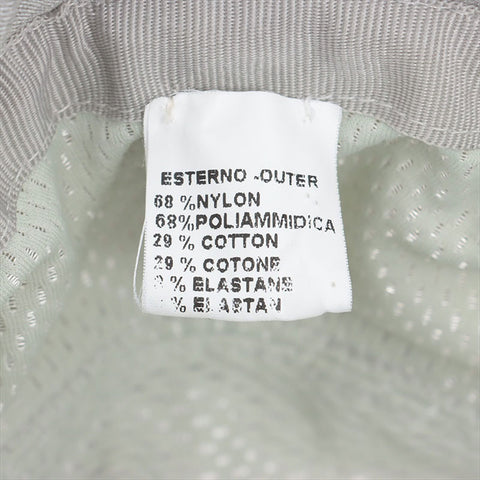 ESTERNO -OUTER
68 %NYLON
68%POLIAMMIDICA
29 % COTTON
29 % COTONE
% ELASTANE
% ELASTAN